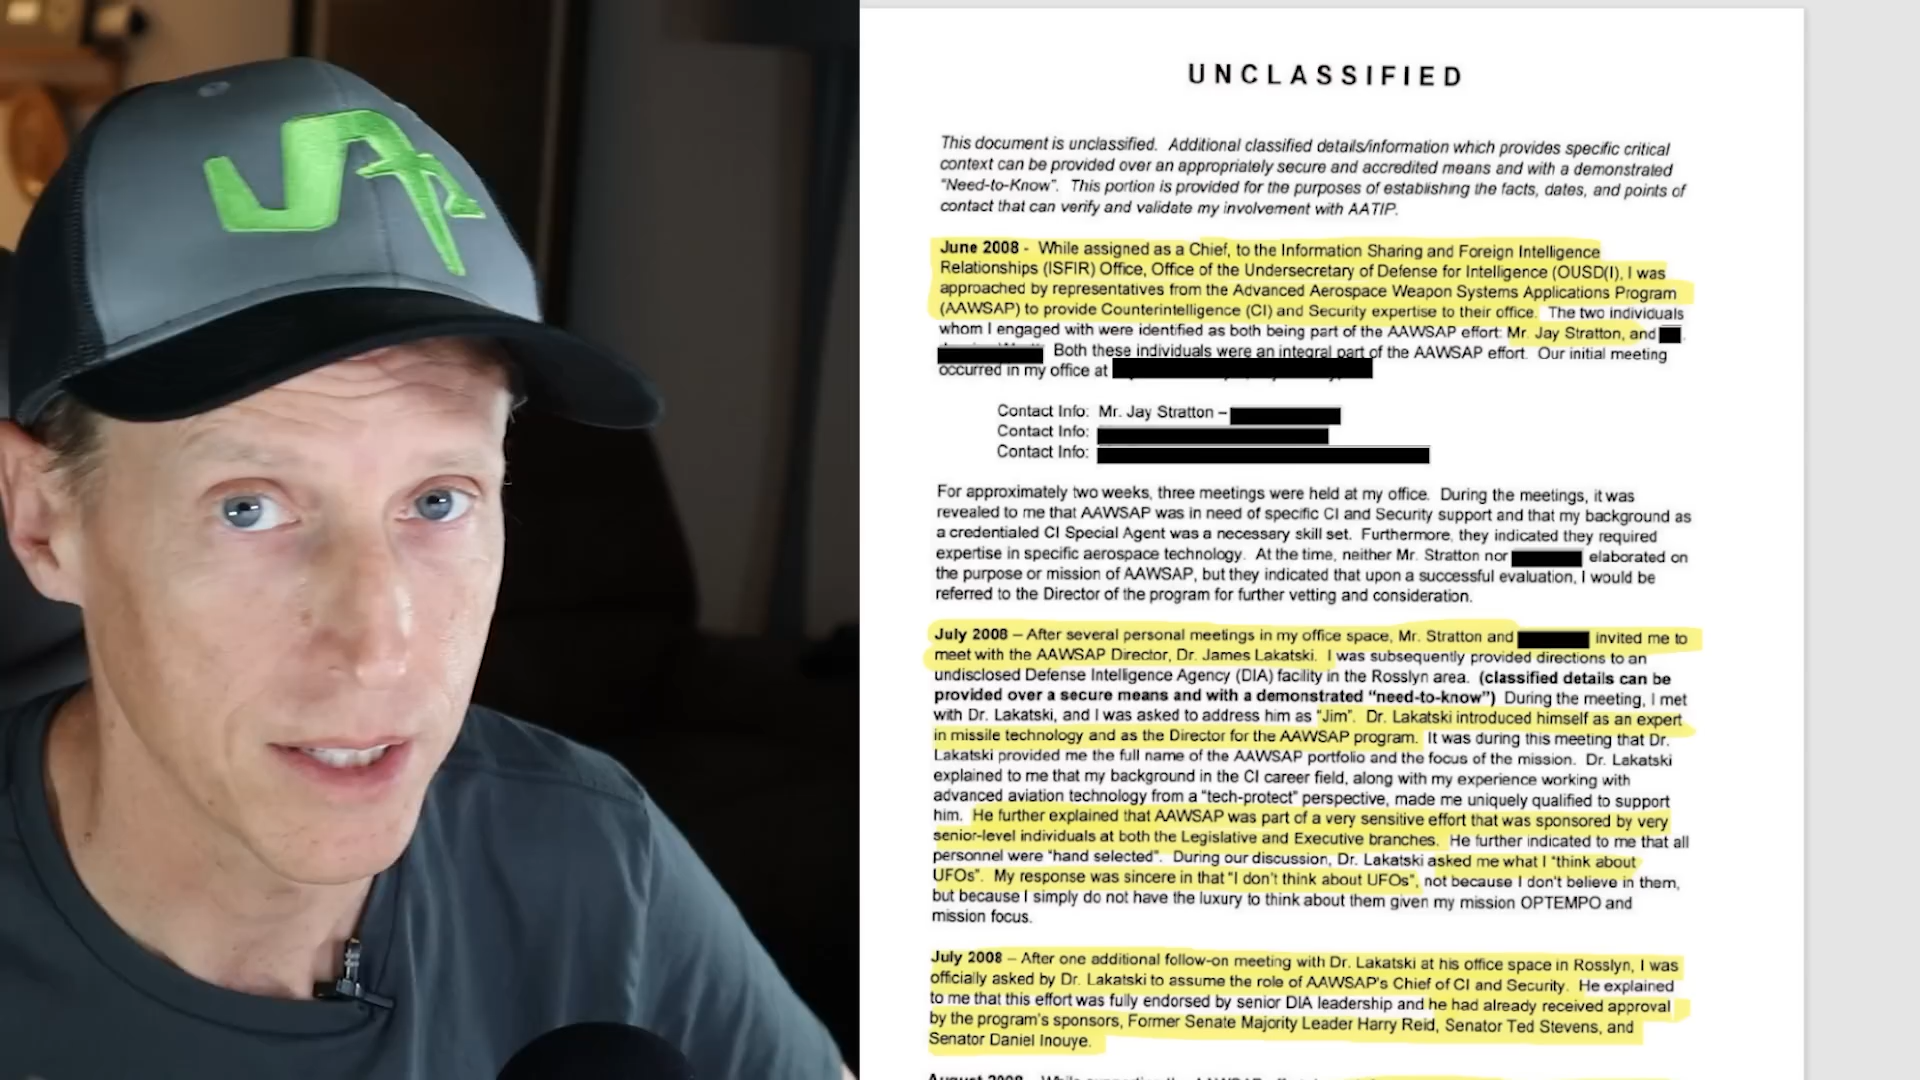 UNCLASSIFIED
This document is unclassified. Additional classified details/information which provides specific critical
context can be provided over an appropriately secure and accredited means and with a demonstrated
"Need-to-Know". This portion is provided for the purposes of establishing the facts, dates, and points of
contact that can verify and validate my involvement with AATIP.
June 2008 - While assigned as a Chief, to the Information Sharing and Foreign Intelligence
Relationships (ISFIR) Office, Office of the Undersecretary of Defense for Intelligence (OUSD(I), I was
approached by representatives from the Advanced Aerospace Weapon Systems Applications Program
(AAWSAP) to provide Counterintelligence (CI) and Security expertise to their office. The two individuals
whom I engaged with were identified as both being part of the AAWSAP effort: Mr. Jay Stratton, and
Both these individuals were an integral part of the AAWSAP effort. Our initial meeting
occurred in my office at
Contact Info: Mr. Jay Stratton –
Contact Info:
Contact Info:
For approximately two weeks, three meetings were held at my office. During the meetings, it was
revealed to me that AAWSAP was in need of specific CI and Security support and that my background as
a credentialed CI Special Agent was a necessary skill set. Furthermore, they indicated they required
expertise in specific aerospace technology. At the time, neither Mr. Stratton nor elaborated on
the purpose or mission of AAWSAP, but they indicated that upon a successful evaluation, I would be
referred to the Director of the program for further vetting and consideration.
July 2008 – After several personal meetings in my office space, Mr. Stratton and invited me to
meet with the AAWSAP Director, Dr. James Lakatski. I was subsequently provided directions to an
undisclosed Defense Intelligence Agency (DIA) facility in the Rosslyn area. (classified details can be
provided over a secure means and with a demonstrated "need-to-know") During the meeting, I met
with Dr. Lakatski, and I was asked to address him as "Jim". Dr. Lakatski introduced himself as an expert
in missile technology and as the Director for the AAWSAP program. It was during this meeting that Dr.
Lakatski provided me the full name of the AAWSAP portfolio and the focus of the mission. Dr. Lakatski
explained to me that my background in the CI career field, along with my experience working with
advanced aviation technology from a "tech-protect" perspective, made me uniquely qualified to support
him. He further explained that AAWSAP was part of a very sensitive effort that was sponsored by very
senior-level individuals at both the Legislative and Executive branches. He further indicated to me that all
personnel were "hand selected". During our discussion, Dr. Lakatski asked me what I "think about
UFOs". My response was sincere in that "I don't think about UFOs", not because I don't believe in them,
but because I simply do not have the luxury to think about them given my mission OPTEMPO and
mission focus.
July 2008 – After one additional follow-on meeting with Dr. Lakatski at his office space in Rosslyn, I was
officially asked by Dr. Lakatski to assume the role of AAWSAP's Chief of CI and Security. He explained
to me that this effort was fully endorsed by senior DIA leadership and he had already received approval
by the program's sponsors, Former Senate Majority Leader Harry Reid, Senator Ted Stevens, and
Senator Daniel Inouye.